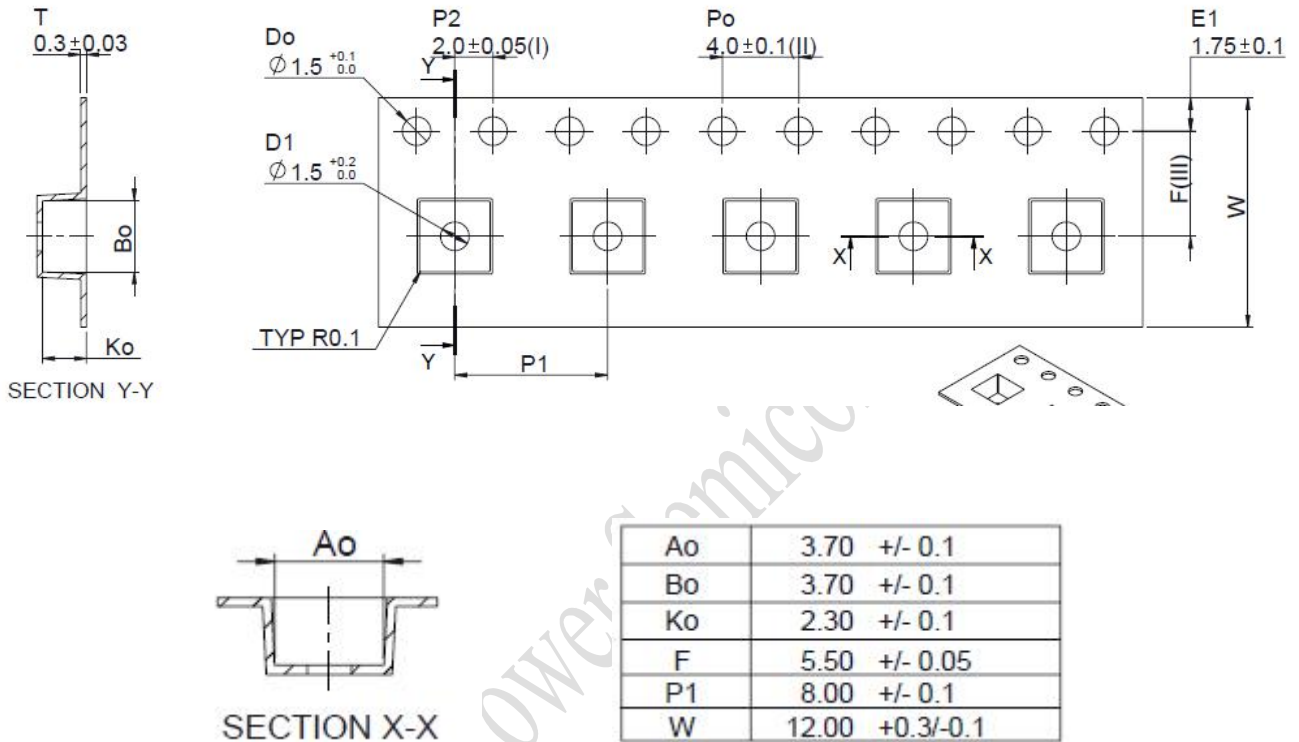 T
0.3±0.03
Do
Ø 1.5 +0.1 0.0
P2
2.0±0.05(I)
Po
4.0±0.1(II)
E1
1.75±0.1
Y
D1
Ø 1.5 +0.2 0.0
F(III)
W
Bo
X
X
TYP R0.1
Ko
Y
P1
SECTION Y-Y
Ao
SECTION X-X
Ao 3.70 +/- 0.1
Bo 3.70 +/- 0.1
Ko 2.30 +/- 0.1
F 5.50 +/- 0.05
P1 8.00 +/- 0.1
W 12.00 +0.3/-0.1